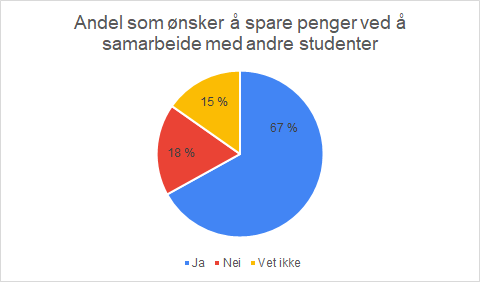 Andel som ønsker å spare penger ved å
samarbeide med andre studenter
15 %
67 %
18 %
Ja Nei Vet ikke